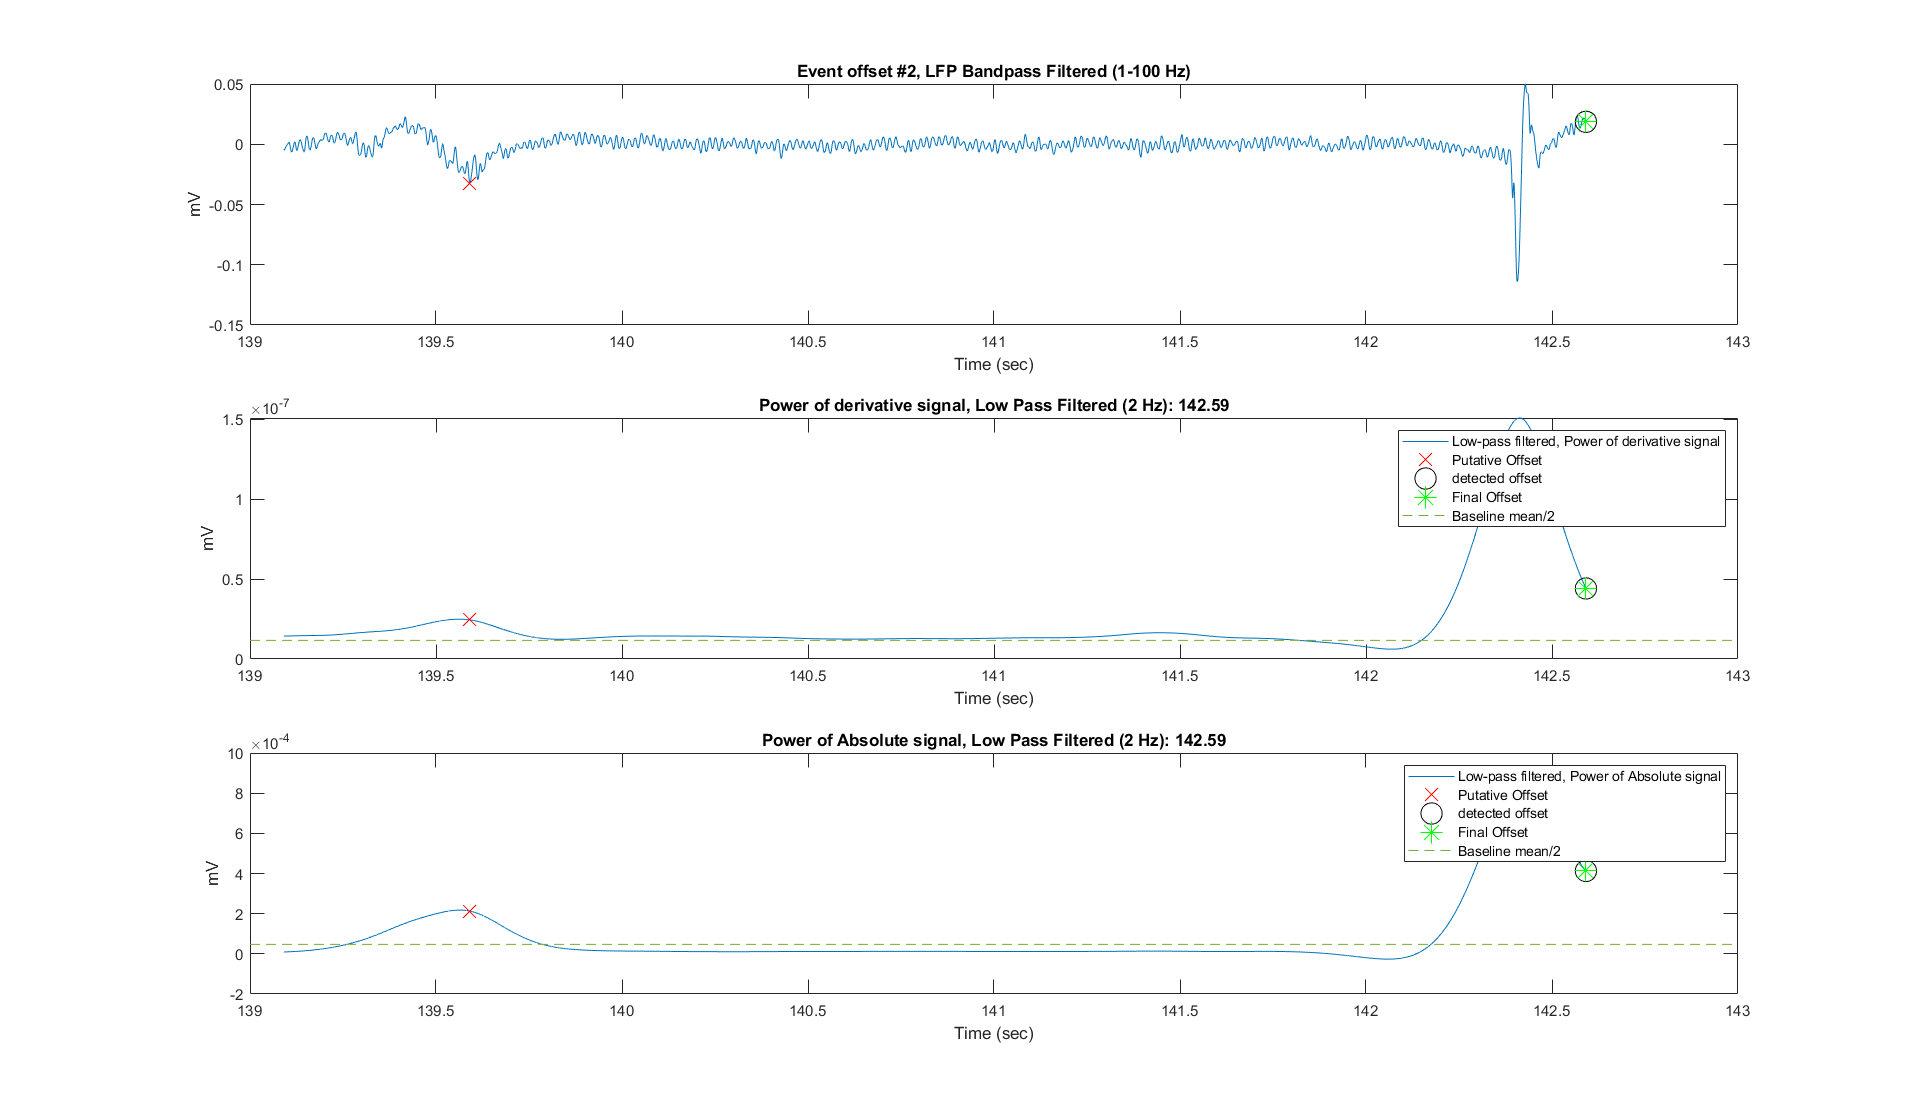 Event offset #2, LFP Bandpass Filtered (1-100 Hz)
0.05
0
-0.05
-0.1
-0.15
mV
139 139.5 140 140.5 141 141.5 142 142.5 143
Time (sec)
Power of derivative signal, Low Pass Filtered (2 Hz): 142.59
×10-7
1.5
1
0.5
0
mV
Low-pass filtered, Power of derivative signal
Putative Offset
detected offset
Final Offset
Baseline mean/2
139 139.5 140 140.5 141 141.5 142 142.5 143
Time (sec)
Power of Absolute signal, Low Pass Filtered (2 Hz): 142.59
×10-4
10
8
6
4
2
0
-2
mV
Low-pass filtered, Power of Absolute signal
Putative Offset
detected offset
Final Offset
Baseline mean/2
139 139.5 140 140.5 141 141.5 142 142.5 143
Time (sec)